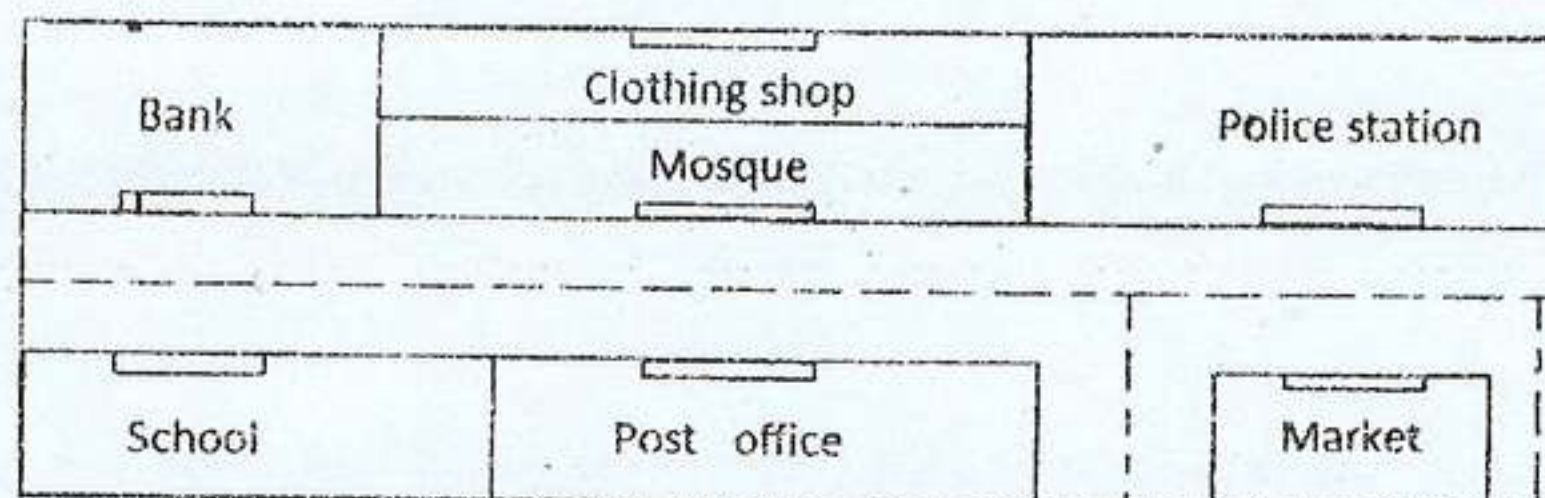 Bank
Clothing shop
Mosque
Police station
School
Post office
Market